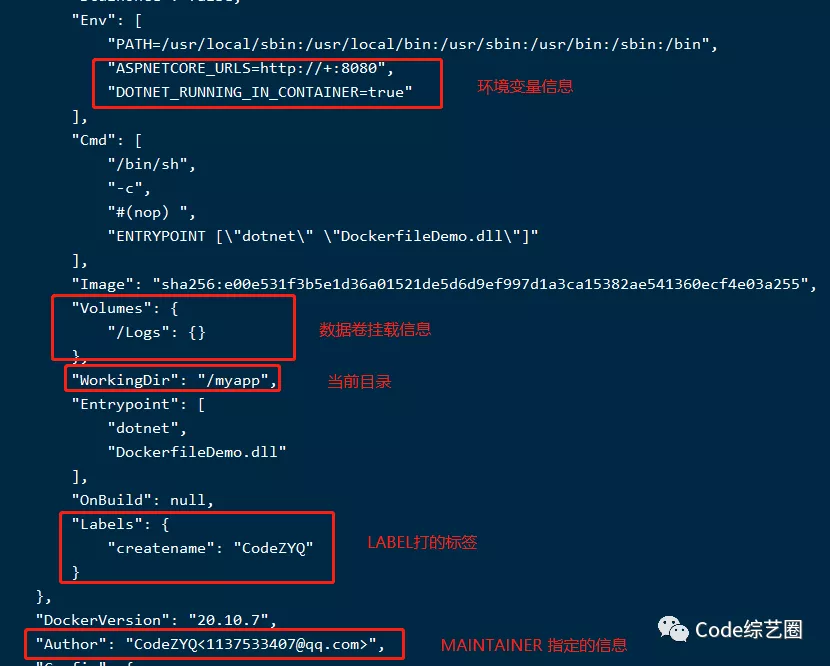 "Env": [
"PATH=/usr/local/sbin:/usr/local/bin:/usr/sbin:/usr/bin:/sbin:/bin",
"ASPNETCORE_URLS=http://+:8080",
"DOTNET_RUNNING_IN_CONTAINER=true"
环境变量信息
],
"Cmd": [
"/bin/sh",
"-c",
"#(nop) ",
"ENTRYPOINT [\"dotnet\" \"DockerfileDemo.dll\"]"
],
"Image": "sha256:e00e531f3b5e1d36a01521de5d6d9ef997d1a3ca15382ae541360ecf4e03a255",
"Volumes": {
"/Logs": {}
数据卷挂载信息
},
"WorkingDir": "/myapp",
当前目录
"Entrypoint": [
"dotnet",
"DockerfileDemo.dll"
],
"OnBuild": null,
"Labels": {
"createname": "CodeZYQ"
LABEL打的标签
}
},
"DockerVersion": "20.10.7",
"Author": "CodeZYQ<1137533407@qq.com>",
MAINTAINER 指定的信息
Code综艺圈